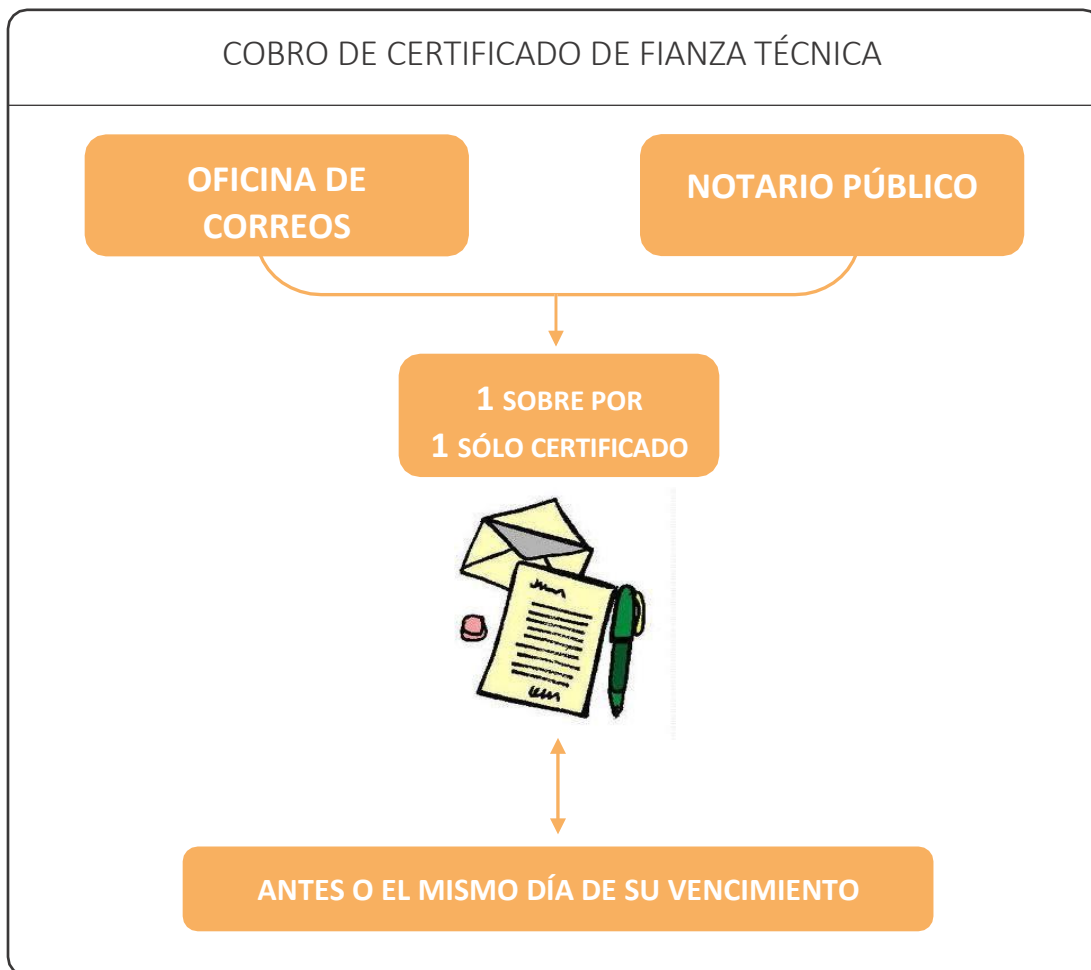 COBRO DE CERTIFICADO DE FIANZA TÉCNICA
OFICINA DE
CORREOS
NOTARIO PÚBLICO
1 SOBRE POR
1 SÓLO CERTIFICADO
ANTES O EL MISMO DÍA DE SU VENCIMIENTO